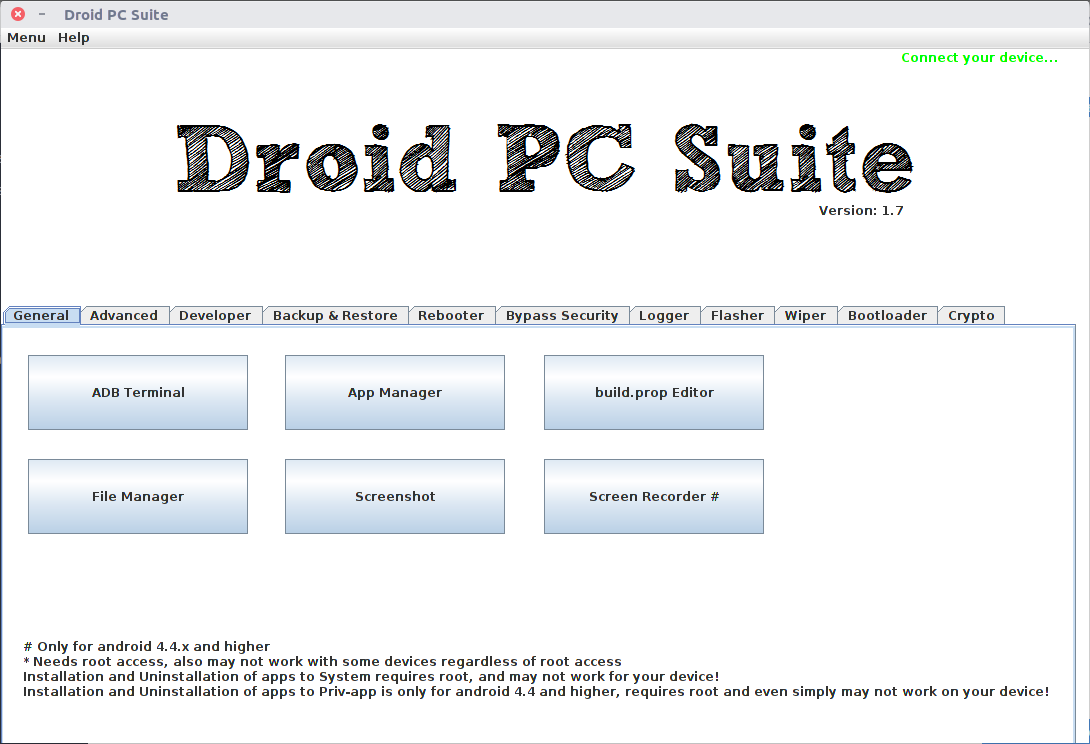 Droid PC Suite
Menu Help
Connect your device...
Droid PC Suite
Version: 1.7
General Advanced Developer Backup & Restore Rebooter Bypass Security Logger Flasher Wiper Bootloader Crypto
ADB Terminal App Manager build.prop Editor
File Manager Screenshot Screen Recorder #
# Only for android 4.4.x and higher
* Needs root access, also may not work with some devices regardless of root access
Installation and Uninstallation of apps to System requires root, and may not work for your device!
Installation and Uninstallation of apps to Priv-app is only for android 4.4 and higher, requires root and even simply may not work on your device!